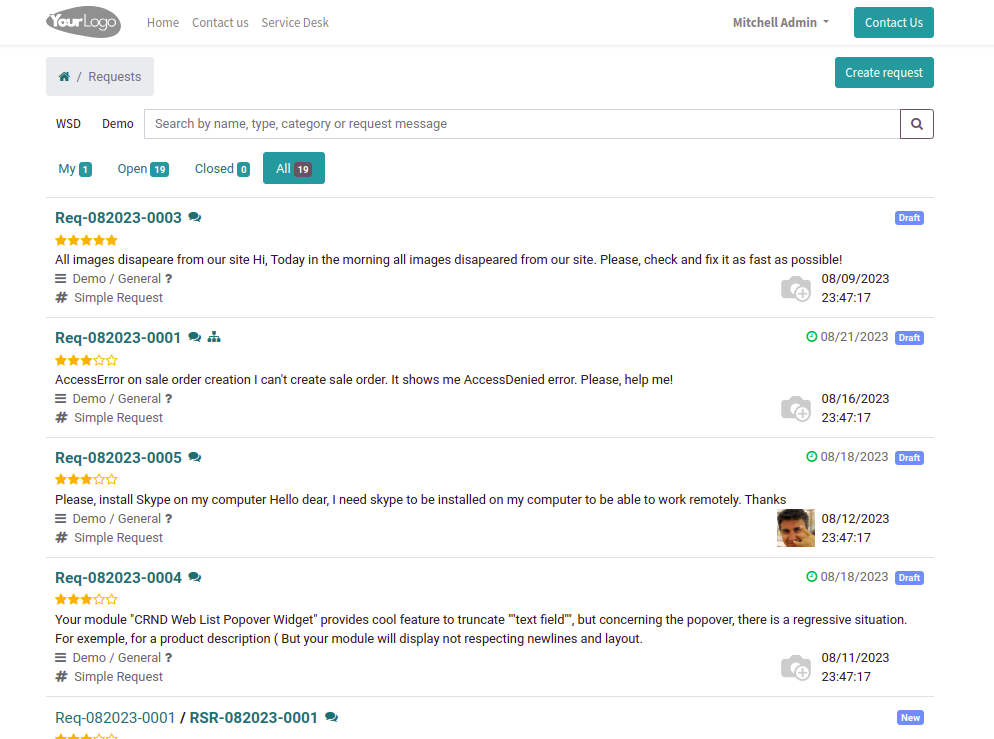 YourLogo Home Contact us Service Desk Mitchell Admin Contact Us
/ Requests Create request
WSD Demo Search by name, type, category or request message
My 1 Open 19 Closed 0 All 19
Req-082023-0003 Draft
All images disapeare from our site Hi, Today in the morning all images disapeared from our site. Please, check and fix it as fast as possible!
Demo / General ? 08/09/2023
# Simple Request 23:47:17
Req-082023-0001 08/21/2023 Draft
AccessError on sale order creation I can't create sale order. It shows me AccessDenied error. Please, help me!
Demo / General ? 08/16/2023
# Simple Request 23:47:17
Req-082023-0005 08/18/2023 Draft
Please, install Skype on my computer Hello dear, I need skype to be installed on my computer to be able to work remotely. Thanks
Demo / General ? 08/12/2023
# Simple Request 23:47:17
Req-082023-0004 08/18/2023 Draft
Your module "CRND Web List Popover Widget" provides cool feature to truncate ""text field"", but concerning the popover, there is a regressive situation.
For exemple, for a product description ( But your module will display not respecting newlines and layout.
Demo / General ? 08/11/2023
# Simple Request 23:47:17
Req-082023-0001 / RSR-082023-0001 New